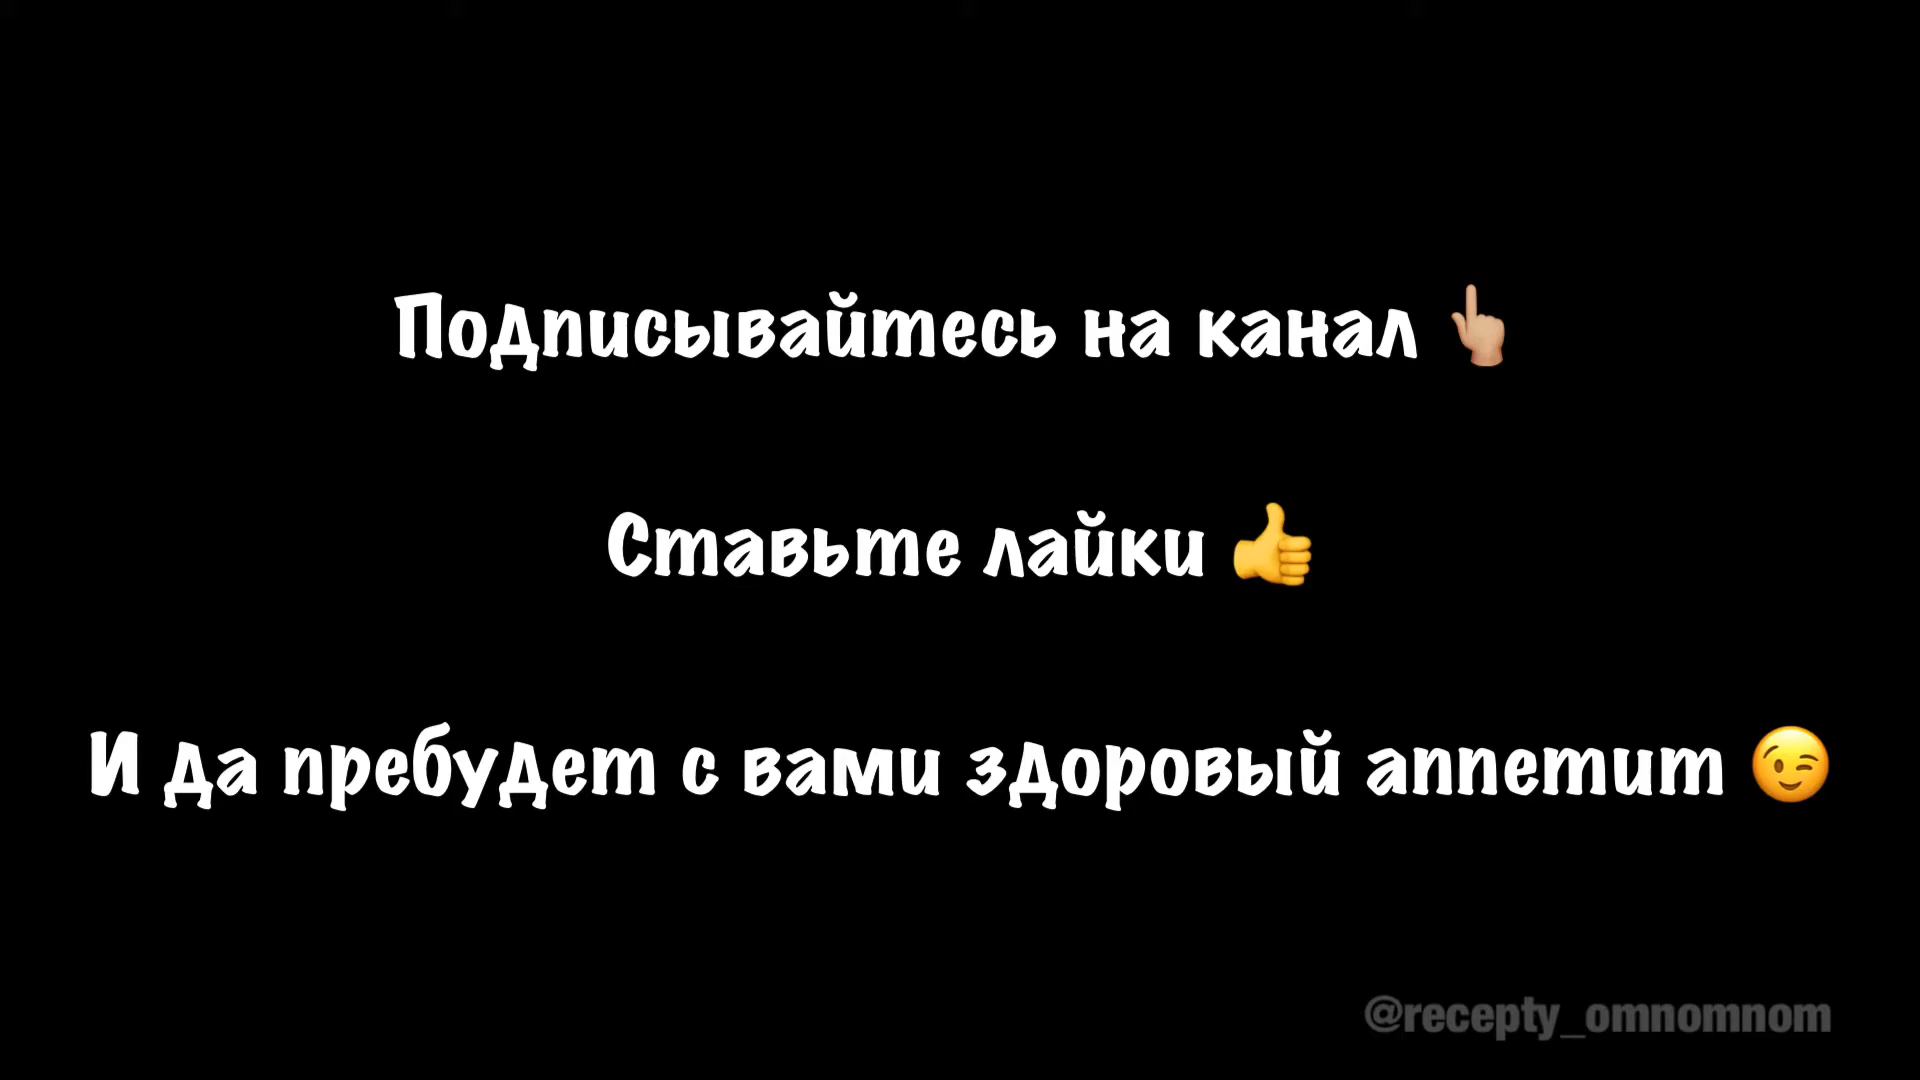 Подписывайтесь на канал 👆🏼
Ставьте лайки 👍
И да пребудет с вами здоровый аппетит 😉
@recepty_omnomnom